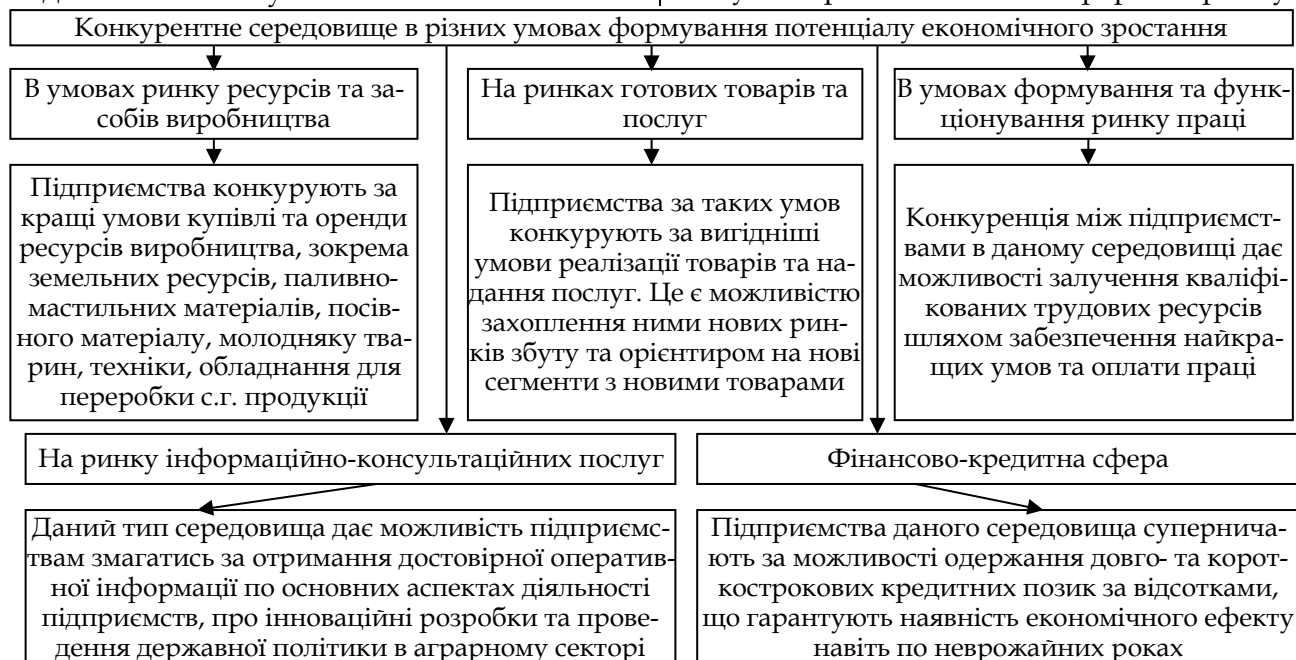 Конкурентне середовище в різних умовах формування потенціалу економічного зростання
В умовах ринку ресурсів та за-
собів виробництва
На ринках готових товарів та
послуг
В умовах формування та функ-
ціонування ринку праці
Підприємства конкурують за
кращі умови купівлі та оренди
ресурсів виробництва, зокрема
земельних ресурсів, паливно-
мастильних матеріалів, посів-
ного матеріалу, молодняку тва-
рин, техніки, обладнання для
переробки с.г. продукції
Підприємства за таких умов
конкурують за вигідніші
умови реалізації товарів та на-
дання послуг. Це є можливістю
захоплення ними нових рин-
ків збуту та орієнтиром на нові
сегменти з новими товарами
Конкуренція між підприємст-
вами в даному середовищі дає
можливості залучення кваліфі-
кованих трудових ресурсів
шляхом забезпечення найкра-
щих умов та оплати праці
На ринку інформаційно-консультаційних послуг
Фінансово-кредитна сфера
Даний тип середовища дає можливість підприємс-
твам змагатись за отримання достовірної оператив-
ної інформації по основних аспектах діяльності
підприємств, про інноваційні розробки та прове-
дення державної політики в аграрному секторі
Підприємства даного середовища суперничa-
ють за можливості одержання довго- та корот-
кострокових кредитних позик за відсотками,
що гарантують наявність економічного ефекту
навіть по неврожайних роках